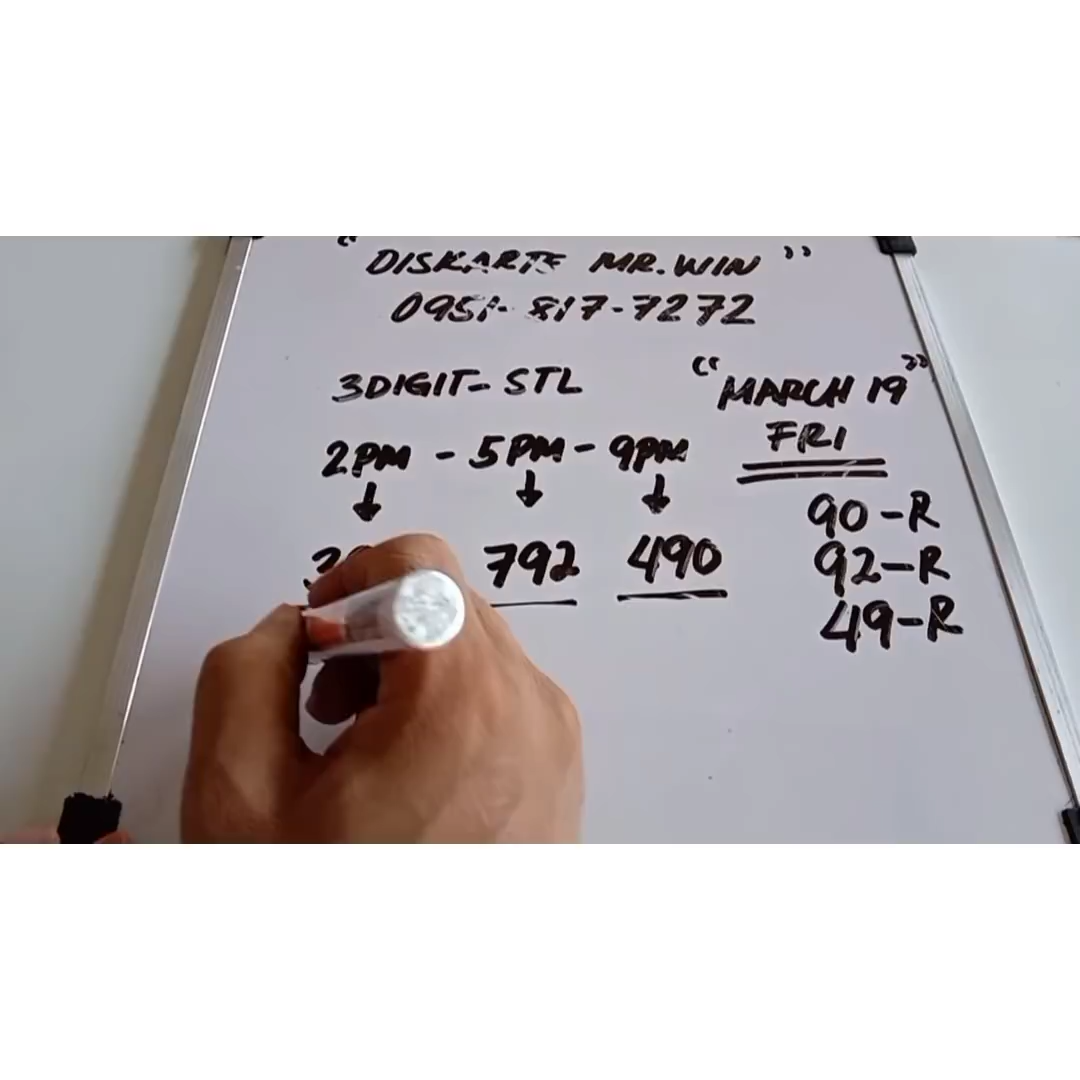 "DISKARTE MR. WIN"
0951-817-7272
3DIGIT-STL
"MARCH 19"
FRI
2PM - 5PM - 9PM
792 490
90-R
92-R
49-R